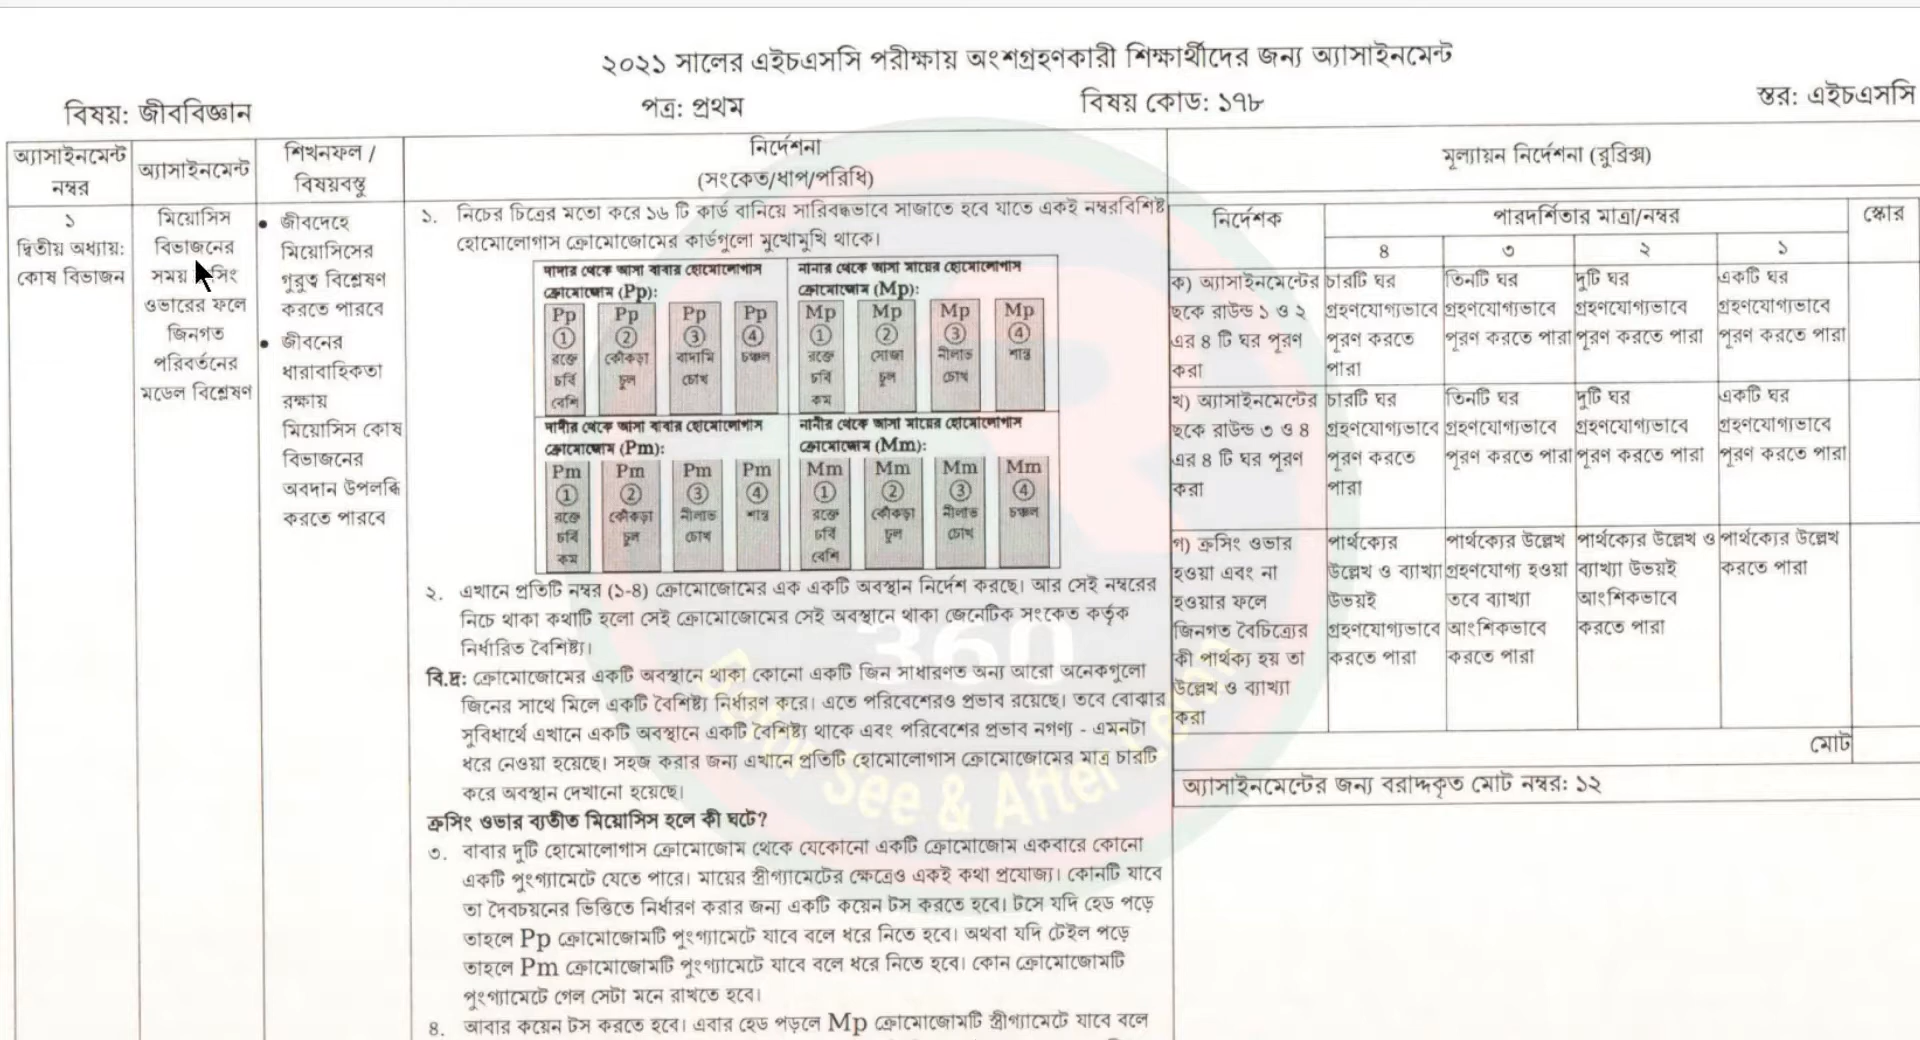 ২০২১ সালের এইচএসসি পরীক্ষায় অংশগ্রহণকারী শিক্ষার্থীদের জন্য অ্যাসাইনমেন্ট
বিষয়: জীববিজ্ঞান
পত্র: প্রথম
বিষয় কোড: ১৭৮
স্তর: এইচএসসি
অ্যাসাইনমেন্ট
নম্বর
অ্যাসাইনমেন্ট
শিখনফল /
বিষয়বস্তু
নির্দেশনা
(সংকেত/ধাপ/পরিধি)
মূল্যায়ন নির্দেশনা (রুব্রিক্স)
১
দ্বিতীয় অধ্যায়:
কোষ বিভাজন
মিয়োসিস
বিভাজনের
সময়
ওভারের ফলে
জিনগত
পরিবর্তনের
মডেল বিশ্লেষণ
• জীবদেহে
মিয়োসিসের
গুরুত্ব বিশ্লেষণ
করতে পারবে
• জীবনের
ধারাবাহিকতা
রক্ষায়
মিয়োসিস কোষ
বিভাজনের
অবদান উপলব্ধি
করতে পারবে
১. নিচের চিত্রের মতো করে ১৬ টি কার্ড বানিয়ে সারিবদ্ধভাবে সাজাতে হবে যাতে একই নম্বরবিশিষ্ট
হোমোলোগাস ক্রোমোজোমের কার্ডগুলো মুখোমুখি থাকে।
দাদার থেকে আসা বাবার হোমোলোগাস
ক্রোমোজোম (Pp):
Pp Pp Pp Pp
① ② ③ ④
রক্তে কোঁকড়া বাদামি চঞ্চল
চর্বি চুল চোখ
বেশি
নানার থেকে আসা মায়ের হোমোলোগাস
ক্রোমোজোম (Mp):
Mp Mp Mp Mp
① ② ③ ④
রক্তে সোজা নীলাভ শান্ত
চর্বি চুল চোখ
কম
দাদীর থেকে আসা বাবার হোমোলোগাস
ক্রোমোজোম (Pm):
Pm Pm Pm Pm
① ② ③ ④
রক্তে কোঁকড়া নীলাভ শান্ত
চর্বি চুল চোখ
কম
নানীর থেকে আসা মায়ের হোমোলোগাস
ক্রোমোজোম (Mm):
Mm Mm Mm Mm
① ② ③ ④
রক্তে কোঁকড়া নীলাভ চঞ্চল
চর্বি চুল চোখ
বেশি
২. এখানে প্রতিটি নম্বর (১-৪) ক্রোমোজোমের এক একটি অবস্থান নির্দেশ করছে। আর সেই নম্বরের
নিচে থাকা কথাটি হলো সেই ক্রোমোজোমের সেই অবস্থানে থাকা জেনেটিক সংকেত কর্তৃক
নির্ধারিত বৈশিষ্ট্য।
বি.দ্র: ক্রোমোজোমের একটি অবস্থানে থাকা কোনো একটি জিন সাধারণত অন্য আরো অনেকগুলো
জিনের সাথে মিলে একটি বৈশিষ্ট্য নির্ধারণ করে। এতে পরিবেশেরও প্রভাব রয়েছে। তবে বোঝার
সুবিধার্থে এখানে একটি অবস্থানে একটি বৈশিষ্ট্য থাকে এবং পরিবেশের প্রভাব নগণ্য - এমনটা
ধরে নেওয়া হয়েছে। সহজ করার জন্য এখানে প্রতিটি হোমোলোগাস ক্রোমোজোমের মাত্র চারটি
করে অবস্থান দেখানো হয়েছে।
ক্রসিং ওভার ব্যতীত মিয়োসিস হলে কী ঘটে?
৩. বাবার দুটি হোমোলোগাস ক্রোমোজোম থেকে যেকোনো একটি ক্রোমোজোম একবারে কোনো
একটি পুংগ্যামেটে যেতে পারে। মায়ের স্ত্রীগ্যামেটের ক্ষেত্রেও একই কথা প্রযোজ্য। কোনটি যাবে
তা দৈবচয়নের ভিত্তিতে নির্ধারণ করার জন্য একটি কয়েন টস করতে হবে। টসে যদি হেড পড়ে
তাহলে Pp ক্রোমোজোমটি পুংগ্যামেটে যাবে বলে ধরে নিতে হবে। অথবা যদি টেইল পড়ে
তাহলে Pm ক্রোমোজোমটি পুংগ্যামেটে যাবে বলে ধরে নিতে হবে। কোন ক্রোমোজোমটি
পুংগ্যামেটে গেল সেটা মনে রাখতে হবে।
৪. আবার কয়েন টস করতে হবে। এবার হেড পড়লে Mp ক্রোমোজোমটি স্ত্রীগ্যামেটে যাবে বলে
নির্দেশক
পারদর্শিতার মাত্রা/নম্বর
স্কোর
৪ ৩ ২ ১
ক) অ্যাসাইনমেন্টের
ছকে রাউন্ড ১ ও ২
এর ৪ টি ঘর পূরণ
করা
চারটি ঘর
গ্রহণযোগ্যভাবে
পূরণ করতে
পারা
তিনটি ঘর
গ্রহণযোগ্যভাবে
পূরণ করতে পারা
দুটি ঘর
গ্রহণযোগ্যভাবে
পূরণ করতে পারা
একটি ঘর
গ্রহণযোগ্যভাবে
পূরণ করতে পারা
খ) অ্যাসাইনমেন্টের
ছকে রাউন্ড ৩ ও ৪
এর ৪ টি ঘর পূরণ
করা
চারটি ঘর
গ্রহণযোগ্যভাবে
পূরণ করতে
পারা
তিনটি ঘর
গ্রহণযোগ্যভাবে
পূরণ করতে পারা
দুটি ঘর
গ্রহণযোগ্যভাবে
পূরণ করতে পারা
একটি ঘর
গ্রহণযোগ্যভাবে
পূরণ করতে পারা
গ) ক্রসিং ওভার
হওয়া এবং না
হওয়ার ফলে
জিনগত বৈচিত্র্যের
কী পার্থক্য হয় তা
উল্লেখ ও ব্যাখ্যা
করা
পার্থক্যের
উল্লেখ ও ব্যাখ্যা
উভয়ই
গ্রহণযোগ্যভাবে
করতে পারা
পার্থক্যের উল্লেখ
গ্রহণযোগ্য হওয়া
তবে ব্যাখ্যা
আংশিকভাবে
করতে পারা
পার্থক্যের উল্লেখ ও
ব্যাখ্যা উভয়ই
আংশিকভাবে
করতে পারা
পার্থক্যের উল্লেখ
করতে পারা
মোট
অ্যাসাইনমেন্টের জন্য বরাদ্দকৃত মোট নম্বর: ১২
360
See & After